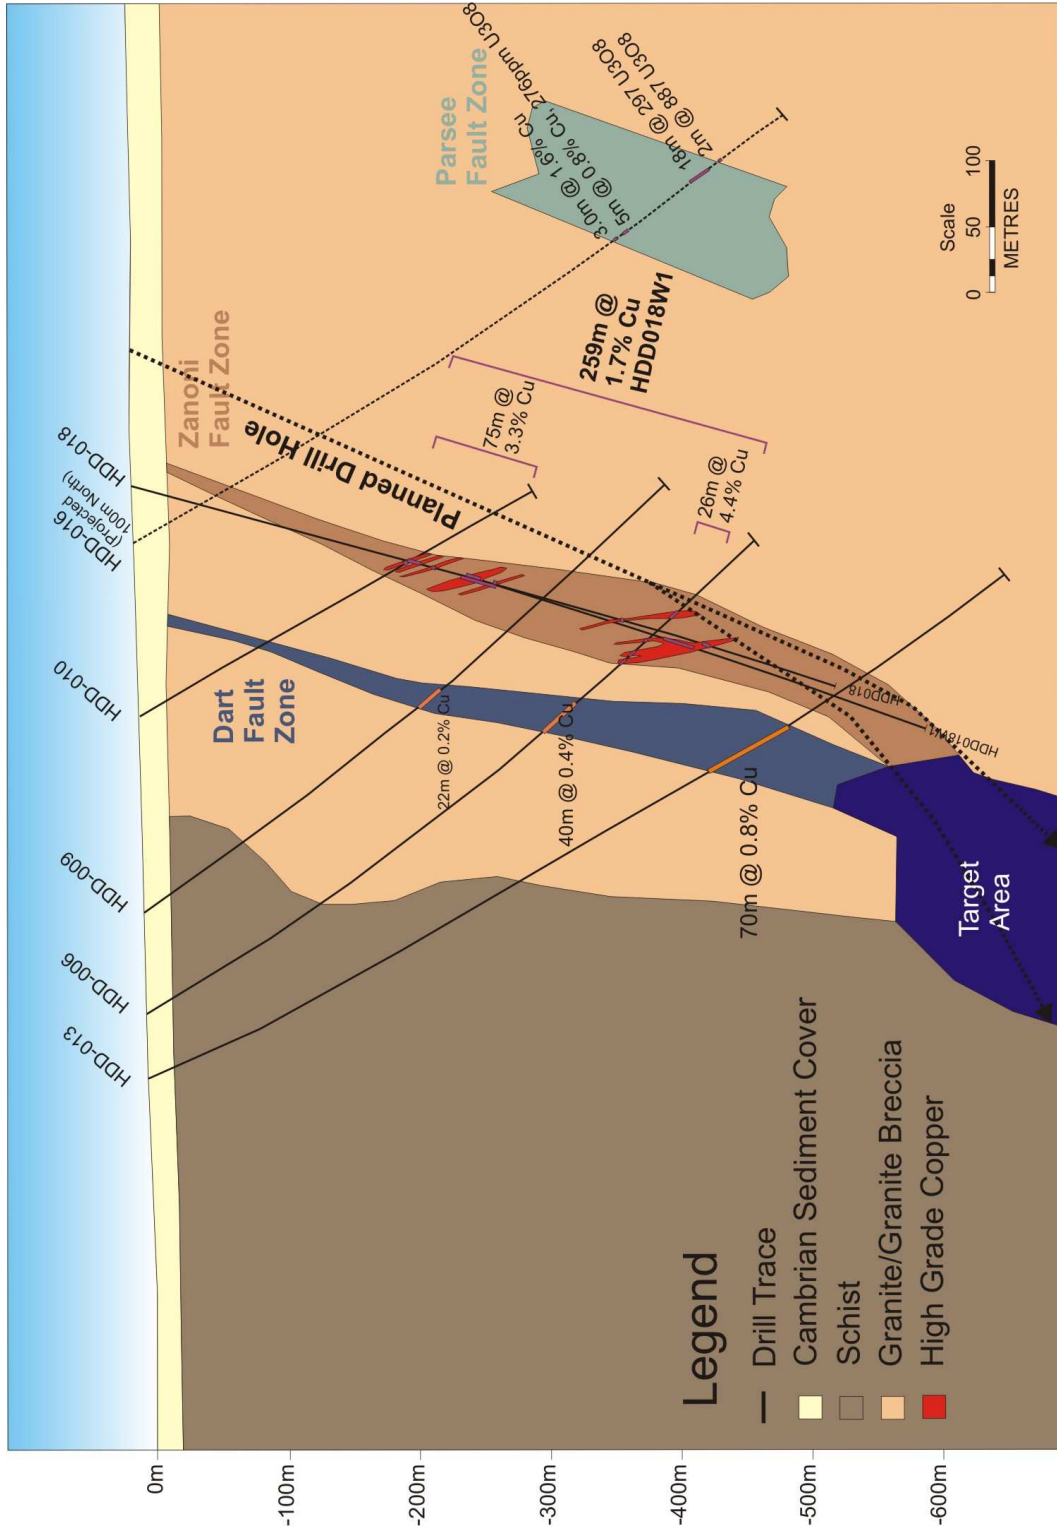 HDD-013
HDD-006
HDD-009
HDD-010
HDD-016
(Projected
100m North)
HDD-018
Dart
Fault
Zone
Zanoni
Fault Zone
Parsee
Fault Zone
Planned Drill Hole
22m @ 0.2% Cu
40m @ 0.4% Cu
70m @ 0.8% Cu
75m @
3.3% Cu
26m @
4.4% Cu
259m @
1.7% Cu
HDD018W1
3.0m @ 1.6% Cu, 276ppm U3O8
5m @ 0.8% Cu
18m @ 297 U3O8
2m @ 887 U3O8
HDD018
HDD018W1
Target
Area
0m
-100m
-200m
-300m
-400m
-500m
-600m
Legend
Drill Trace
Cambrian Sediment Cover
Schist
Granite/Granite Breccia
High Grade Copper
Scale
0 50 100
METRES